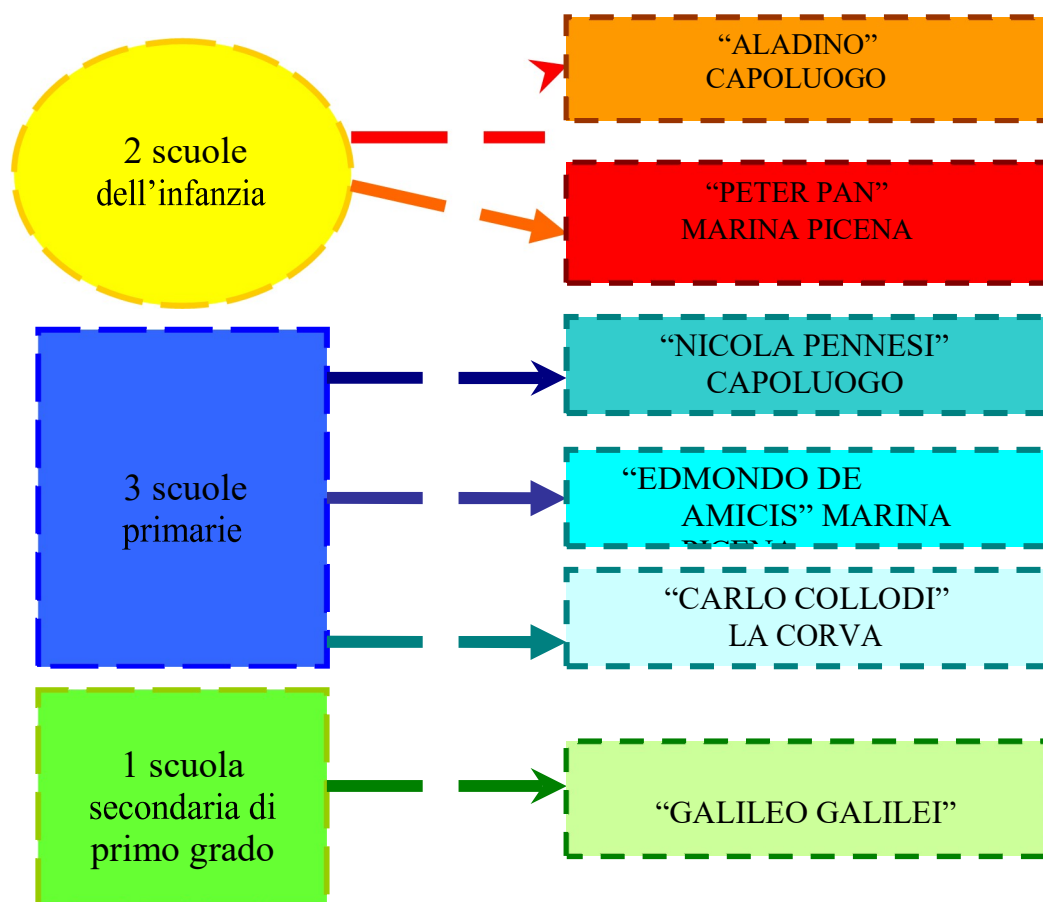 2 scuole
dell’infanzia
“ALADINO”
CAPOLUOGO
“PETER PAN”
MARINA PICENA
3 scuole
primarie
“NICOLA PENNESI”
CAPOLUOGO
“EDMONDO DE
AMICIS” MARINA
PICENA
“CARLO COLLODI”
LA CORVA
1 scuola
secondaria di
primo grado
“GALILEO GALILEI”